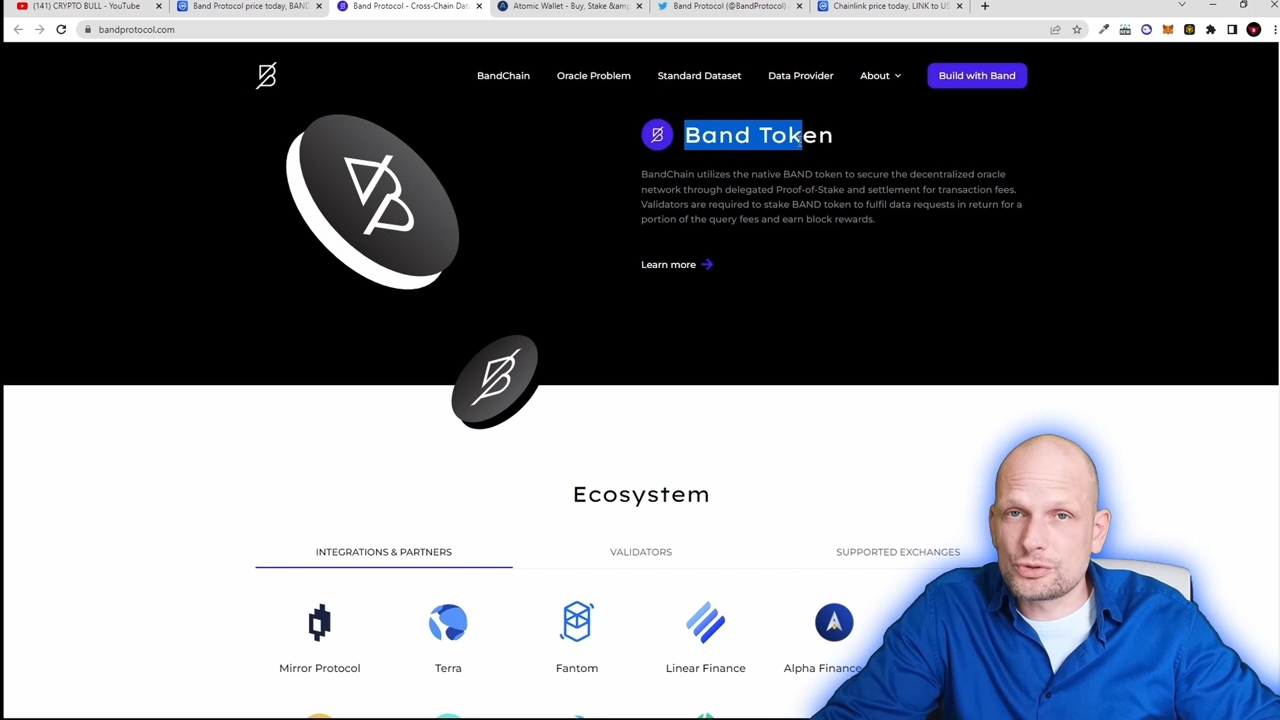 (141) CRYPTO BULL - YouTube
Band Protocol price today, BAND
Band Protocol - Cross-Chain Dat
Atomic Wallet - Buy, Stake &amp
Band Protocol (@BandProtocol)
Chainlink price today, LINK to US
bandprotocol.com
BandChain
Oracle Problem
Standard Dataset
Data Provider
About
Build with Band
Band Token
BandChain utilizes the native BAND token to secure the decentralized oracle
network through delegated Proof-of-Stake and settlement for transaction fees.
Validators are required to stake BAND token to fulfil data requests in return for a
portion of the query fees and earn block rewards.
Learn more
Ecosystem
INTEGRATIONS & PARTNERS
VALIDATORS
SUPPORTED EXCHANGES
Mirror Protocol
Terra
Fantom
Linear Finance
Alpha Finance